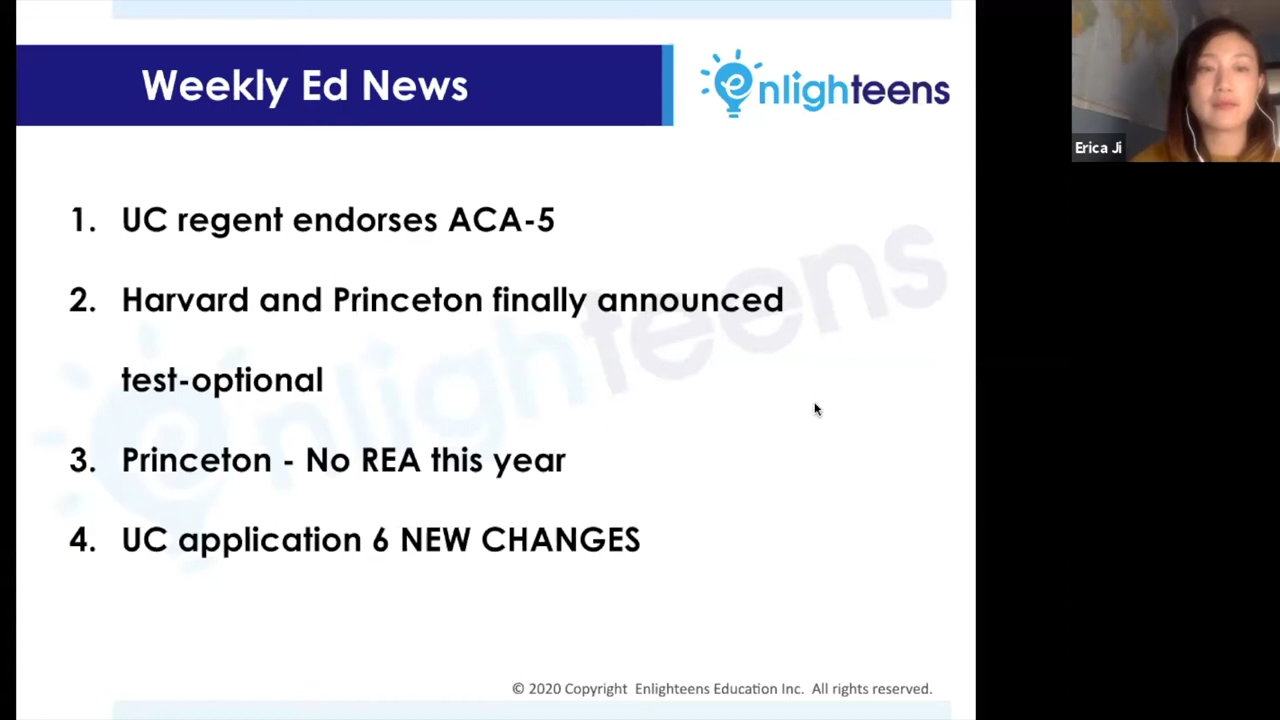 Weekly Ed News
enlighteens
Erica Ji
1. UC regent endorses ACA-5
2. Harvard and Princeton finally announced
test-optional
3. Princeton - No REA this year
4. UC application 6 NEW CHANGES
enlighteens
© 2020 Copyright Enlighteens Education Inc. All rights reserved.